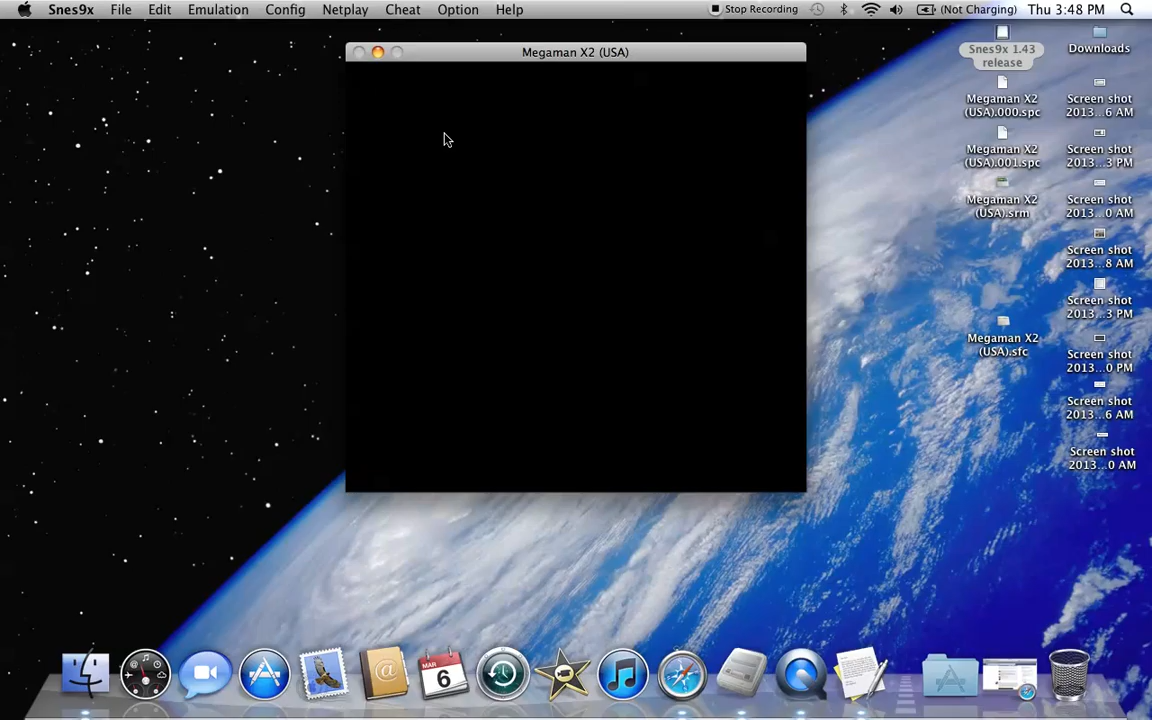 Snes9x File Edit Emulation Config Netplay Cheat Option Help Stop Recording (Not Charging) Thu 3:48 PM
Megaman X2 (USA)
Snes9x 1.43
release
Megaman X2
(USA).000.spc
Megaman X2
(USA).001.spc
Megaman X2
(USA).srm
Megaman X2
(USA).sfc
Downloads
Screen shot
2013...6 AM
Screen shot
2013...3 PM
Screen shot
2013...0 AM
Screen shot
2013...8 AM
Screen shot
2013...3 PM
Screen shot
2013...0 PM
Screen shot
2013...6 AM
Screen shot
2013...0 AM
MAR
6